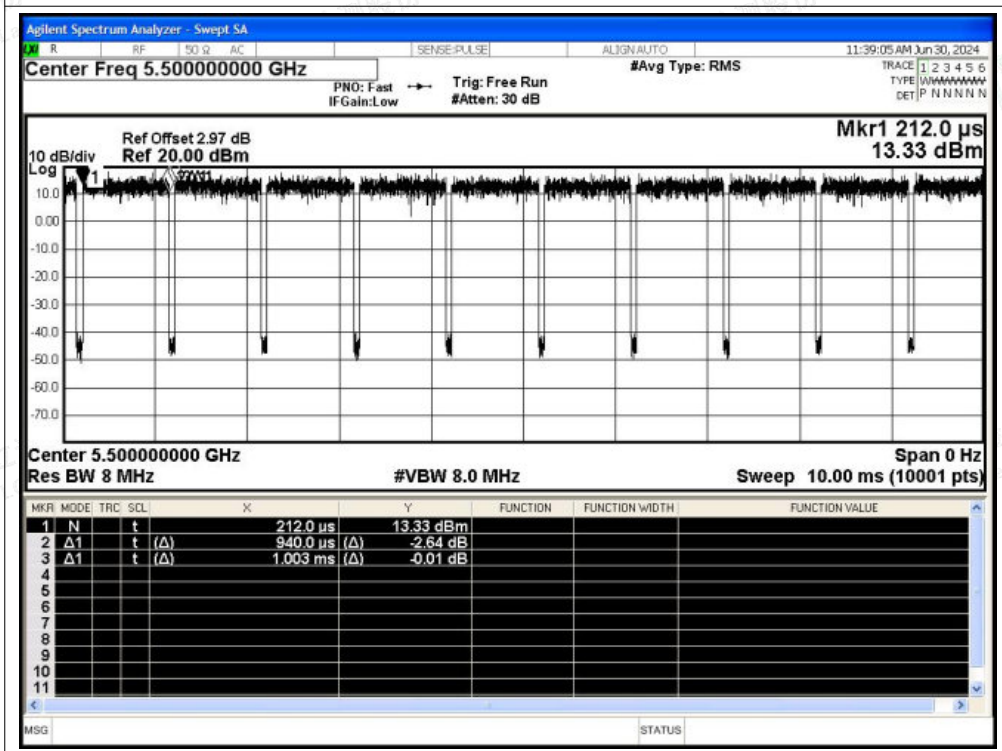 Agilent Spectrum Analyzer - Swept SA
LXI R RF 50 Ω AC SENSE:PULSE ALIGN AUTO 11:39:05 AM Jun 30, 2024
Center Freq 5.500000000 GHz #Avg Type: RMS TRACE 1 2 3 4 5 6
PNO: Fast Trig: Free Run TYPE WWWWWW
IFGain:Low #Atten: 30 dB DET P N N N N N
Mkr1 212.0 µs
Ref Offset 2.97 dB
10 dB/div Ref 20.00 dBm 13.33 dBm
Log
1
10.0
0.00
-10.0
-20.0
-30.0
-40.0
-50.0
-60.0
-70.0
Center 5.500000000 GHz Span 0 Hz
Res BW 8 MHz #VBW 8.0 MHz Sweep 10.00 ms (10001 pts)
MKR MODE TRC SCL X Y FUNCTION FUNCTION WIDTH FUNCTION VALUE
1 N t 212.0 µs 13.33 dBm
2 Δ1 t (Δ) 940.0 µs (Δ) -2.64 dB
3 Δ1 t (Δ) 1.003 ms (Δ) -0.01 dB
4
5
6
7
8
9
10
11
MSG STATUS